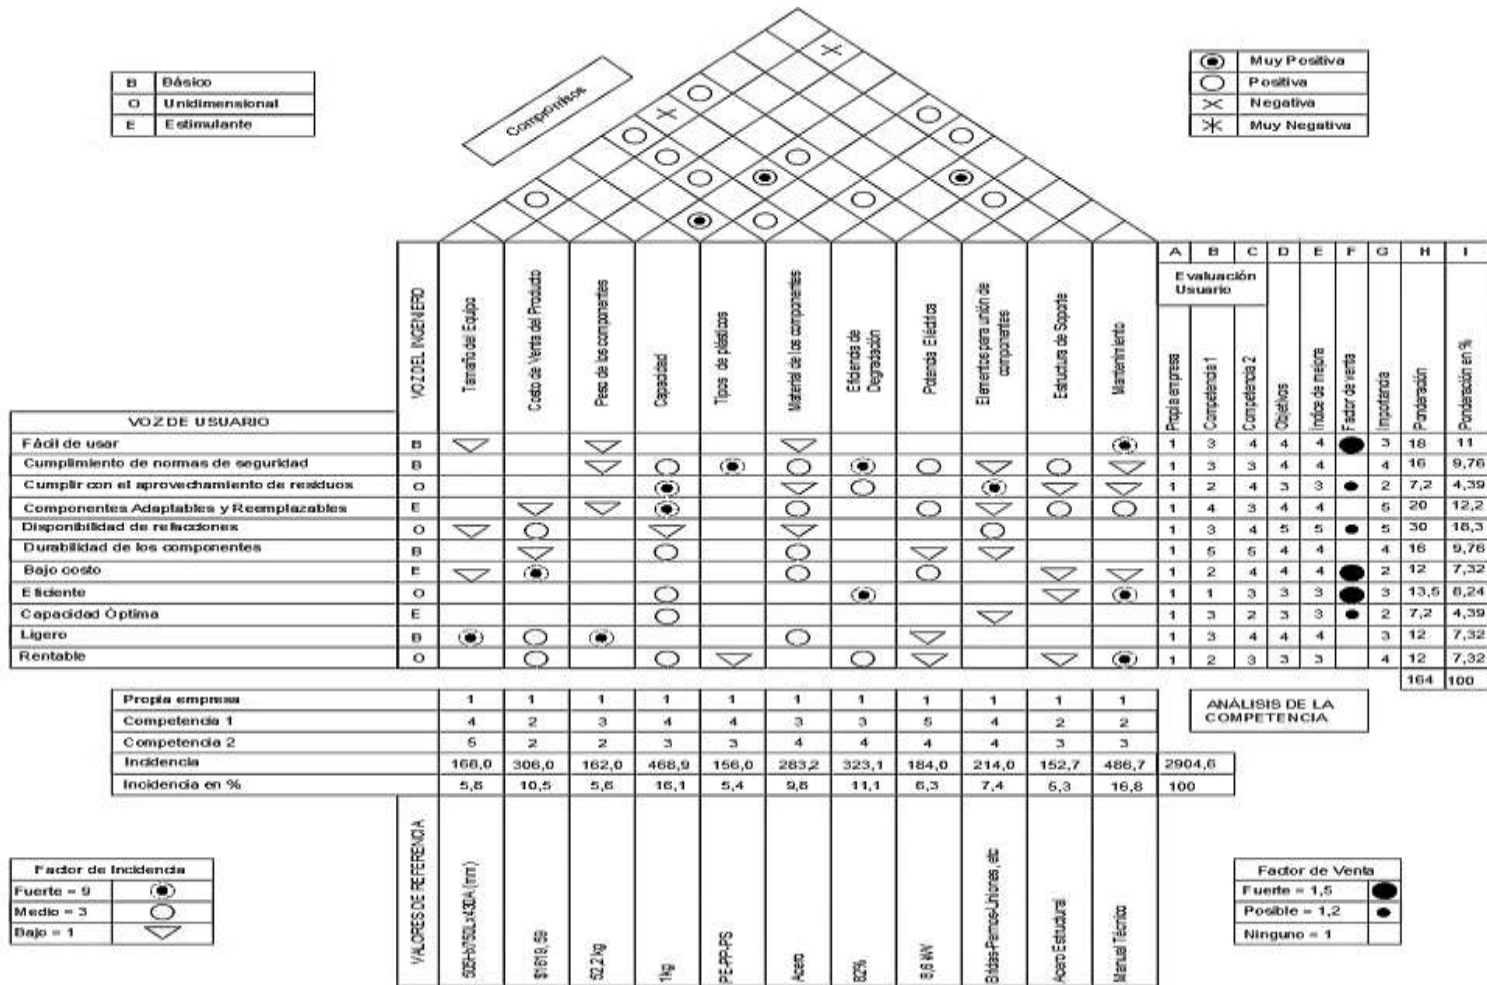 B Básico
O Unidimensional
E Estimulante
Compromisos
Muy Positiva
Positiva
Negativa
Muy Negativa
VOZ DEL INGENIERO
Tamaño del Equipo
Costo de Venta del Producto
Peso de los componentes
Capacidad
Tipos de plásticos
Material de los componentes
Eficiencia de
Degradación
Potencia Eléctrica
Elementos para unión de
componentes
Estructura de Soporte
Mantenimiento
A B C D E F G H I
Evaluación
Usuario
Propia empresa
Competencia 1
Competencia 2
Objetivos
Indice de mejora
Factor de venta
Importancia
Ponderación
Ponderación en %
VOZ DE USUARIO
Fácil de usar B 1 3 4 4 4 3 18 11
Cumplimiento de normas de seguridad B 1 3 3 4 4 4 16 9,76
Cumplir con el aprovechamiento de residuos O 1 2 4 3 3 2 7,2 4,39
Componentes Adaptables y Reemplazables E 1 4 3 4 4 5 20 12,2
Disponibilidad de refacciones O 1 3 4 5 5 5 30 18,3
Durabilidad de los componentes B 1 5 5 4 4 4 16 9,76
Bajo costo E 1 2 4 4 4 2 12 7,32
Eficiente O 1 1 3 3 3 3 13,5 8,24
Capacidad Óptima E 1 3 2 3 3 2 7,2 4,39
Ligero B 1 3 4 4 4 3 12 7,32
Rentable O 1 2 3 3 3 4 12 7,32
164 100
Propia empresa 1 1 1 1 1 1 1 1 1 1 1
Competencia 1 4 2 3 4 4 3 3 5 4 2 2
Competencia 2 5 2 2 3 3 4 4 4 4 3 3
ANÁLISIS DE LA
COMPETENCIA
Incidencia 168,0 306,0 162,0 468,9 156,0 283,2 323,1 184,0 214,0 152,7 486,7 2904,6
Incidencia en % 5,8 10,5 5,6 16,1 5,4 9,8 11,1 6,3 7,4 5,3 16,8 100
VALORES DE REFERENCIA
$1619,59
52,2 kg
1kg
PE-PP-PS
Acero
82%
8,6 kW
Bridas-Pernos-Uniones, etc
Acero Estructural
Manual Técnico
Factor de Incidencia
Fuerte = 9
Medio = 3
Bajo = 1
Factor de Venta
Fuerte = 1,5
Posible = 1,2
Ninguno = 1